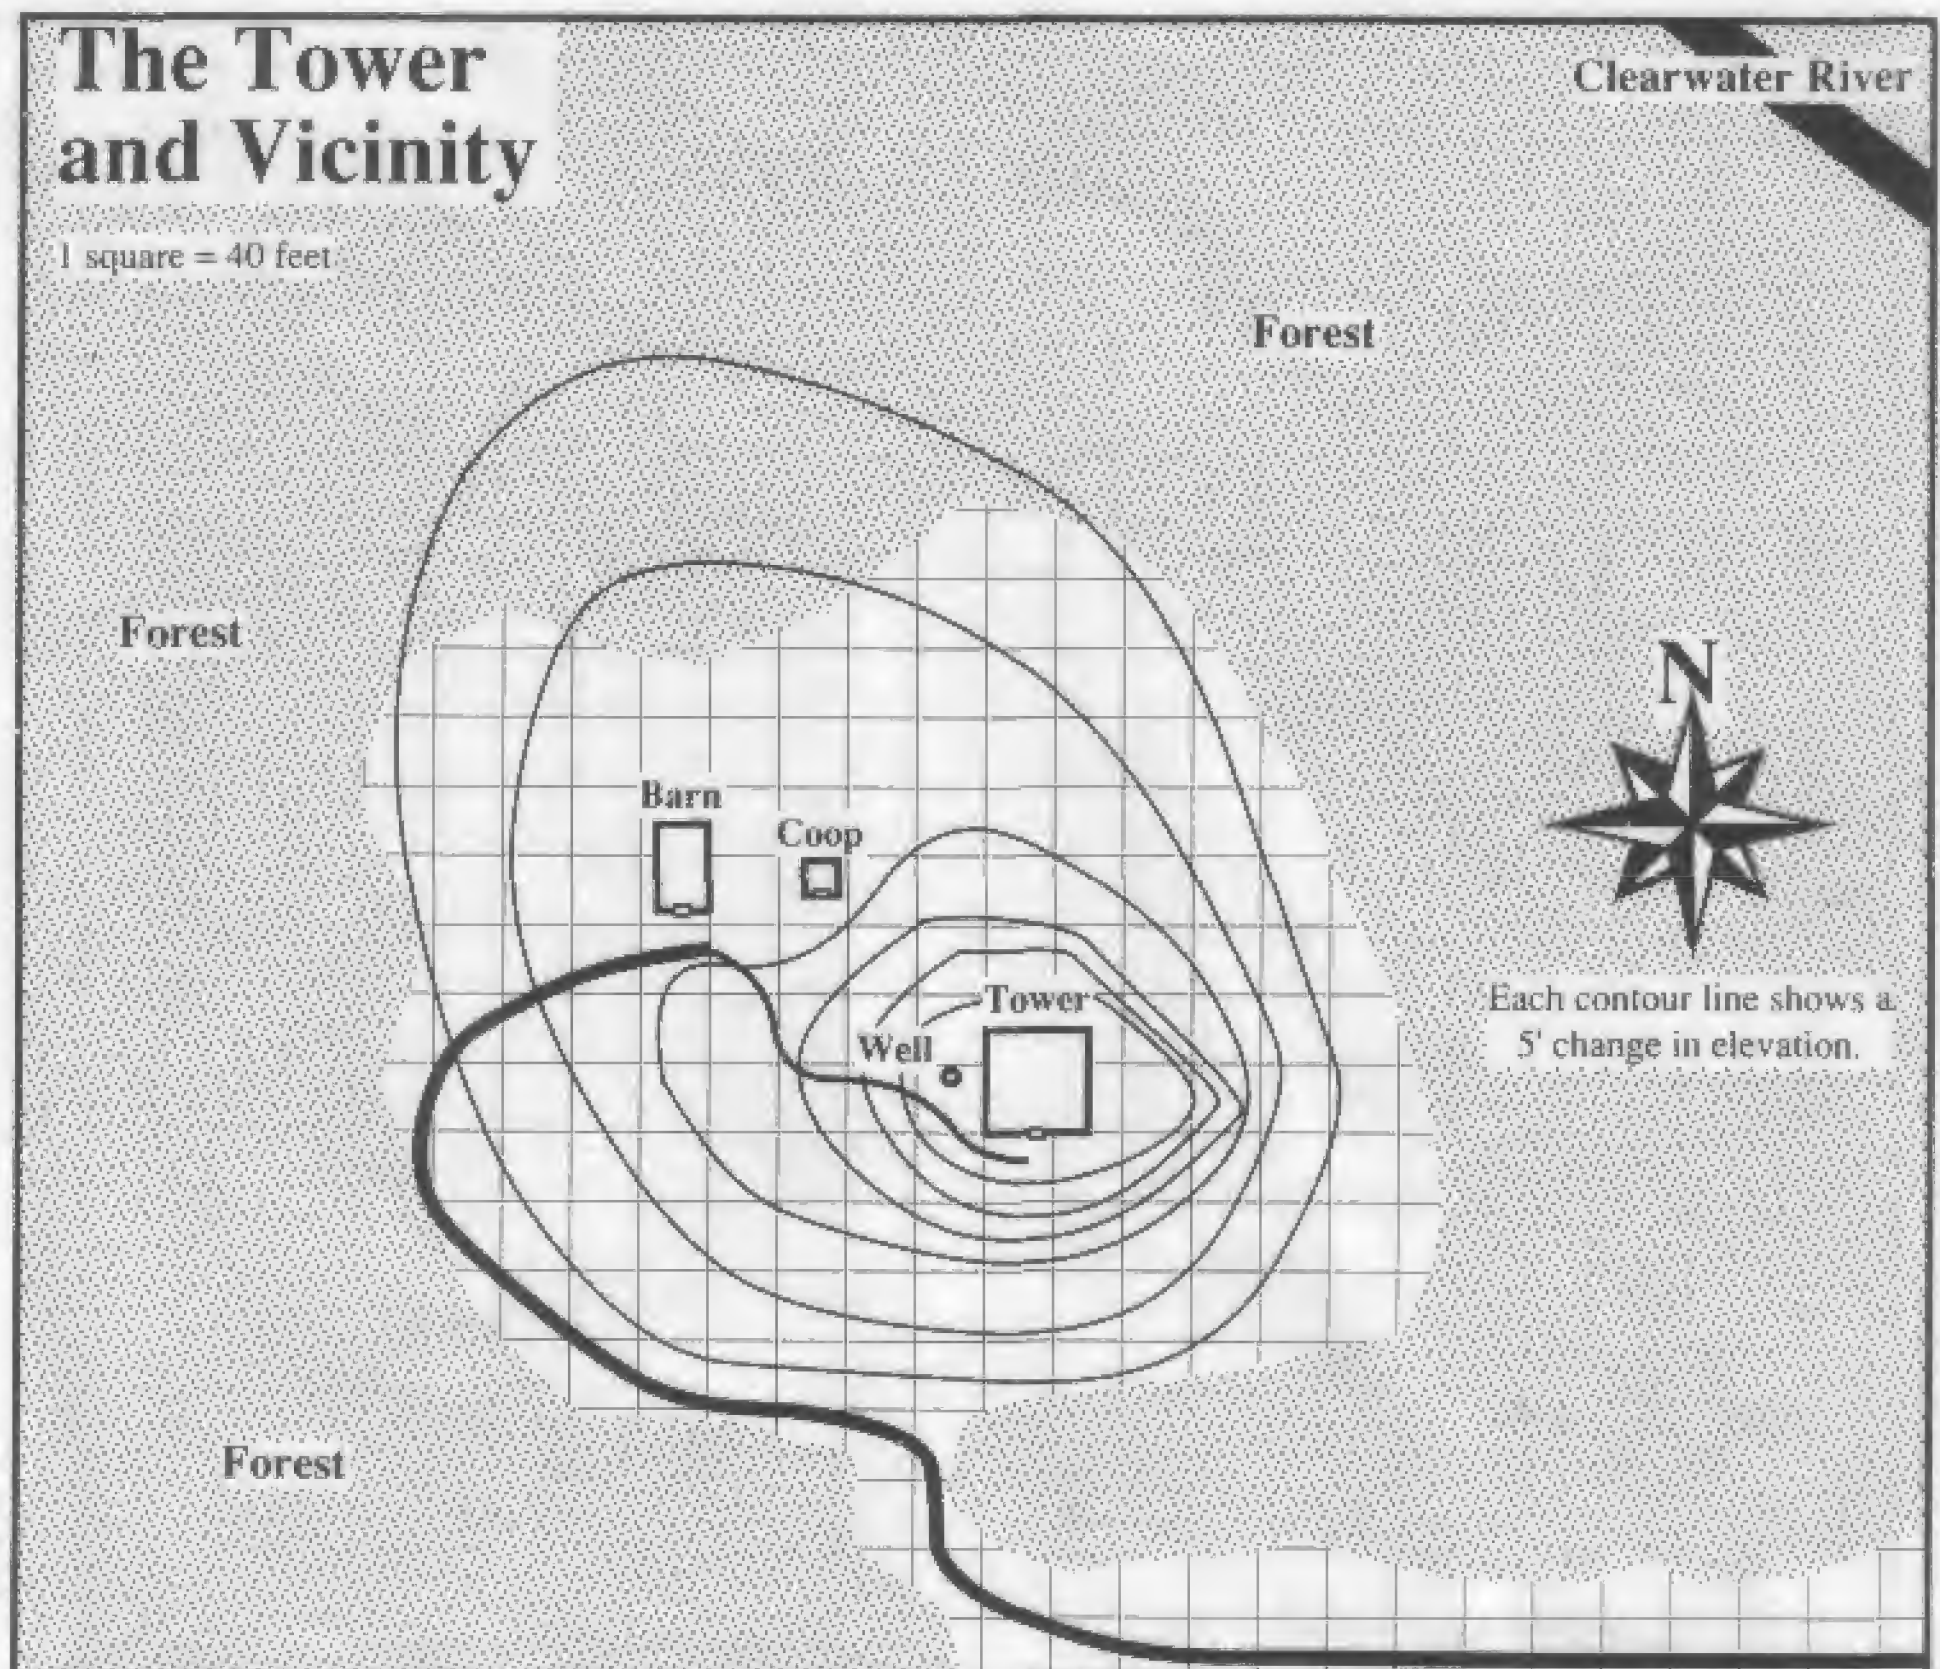 The Tower
and Vicinity
1 square = 40 feet
Clearwater River
Forest
Forest
N
Barn
Coop
Each contour line shows a
5' change in elevation.
Tower
Well
Forest